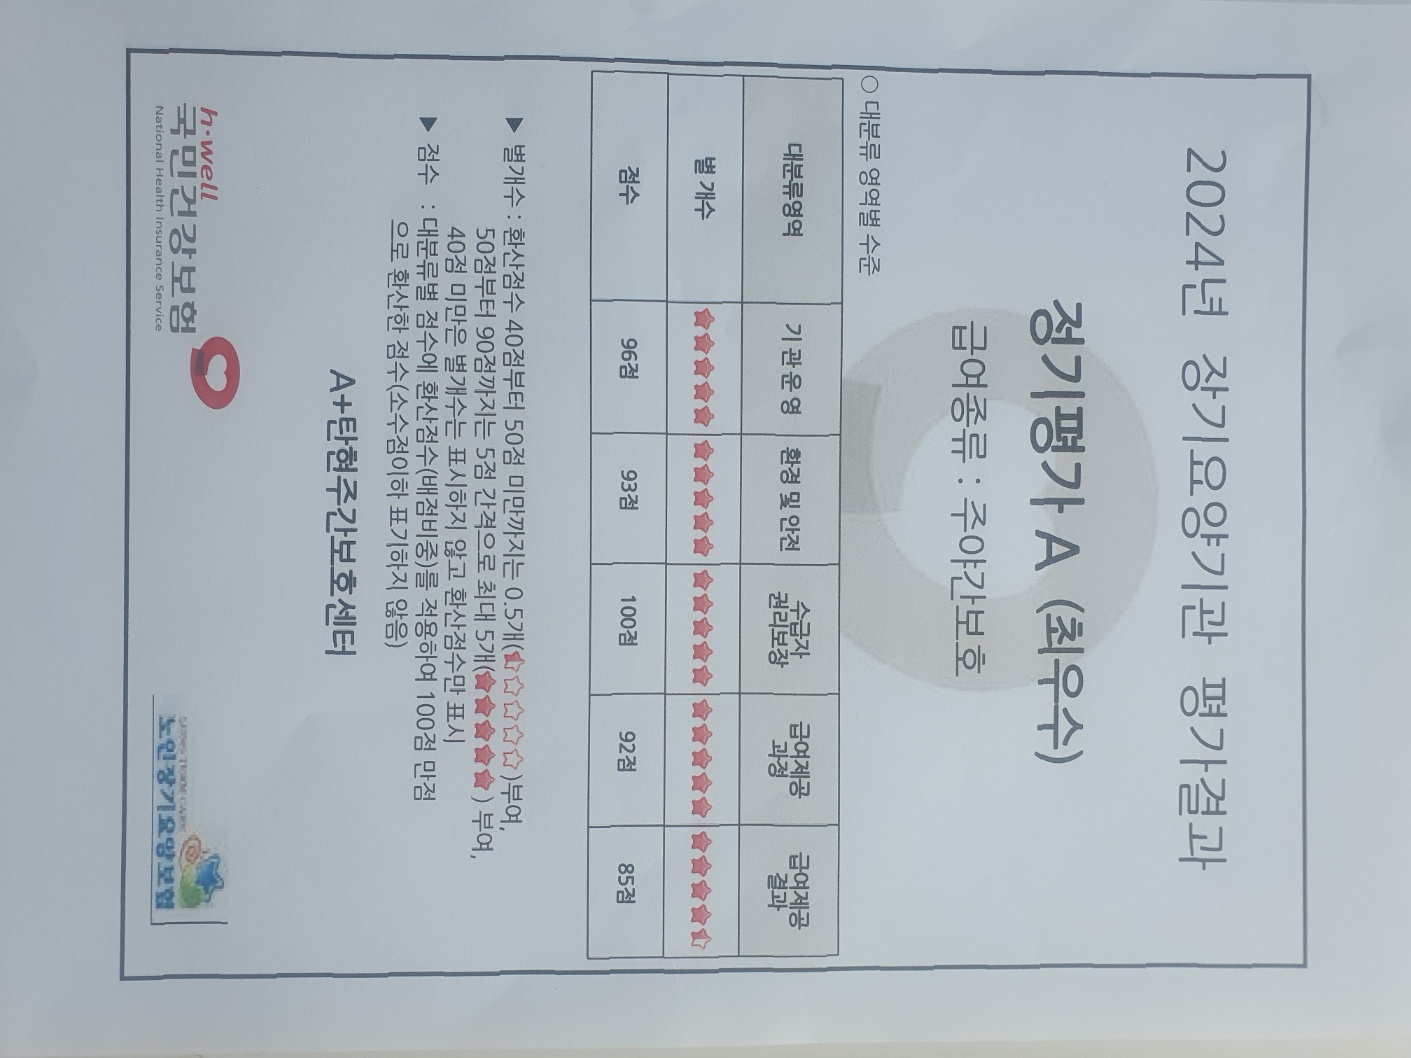 2024년 장기요양기관 평가결과
정기평가 A (최우수)
급여종류 : 주야간보호
○ 대분류 영역별 수준
대분류영역 기관운영 환경 및 안전 수급자 권리보장 급여제공 과정 급여제공 결과
별 개수 ★★★★★ ★★★★★ ★★★★★ ★★★★★ ★★★★⯪
점수 96점 93점 100점 92점 85점
▶ 별개수 : 환산점수 40점부터 50점 미만까지는 0.5개(⯪☆☆☆☆)부여,
50점부터 90점까지는 5점 간격으로 최대 5개(★★★★★) 부여,
40점 미만은 별개수는 표시하지 않고 환산점수만 표시
▶ 점수 : 대분류별 점수에 환산점수(배점비중)를 적용하여 100점 만점
으로 환산한 점수(소수점이하 표기하지 않음)
A+탄현주간보호센터
h·well
국민건강보험
National Health Insurance Service
노인장기요양보험